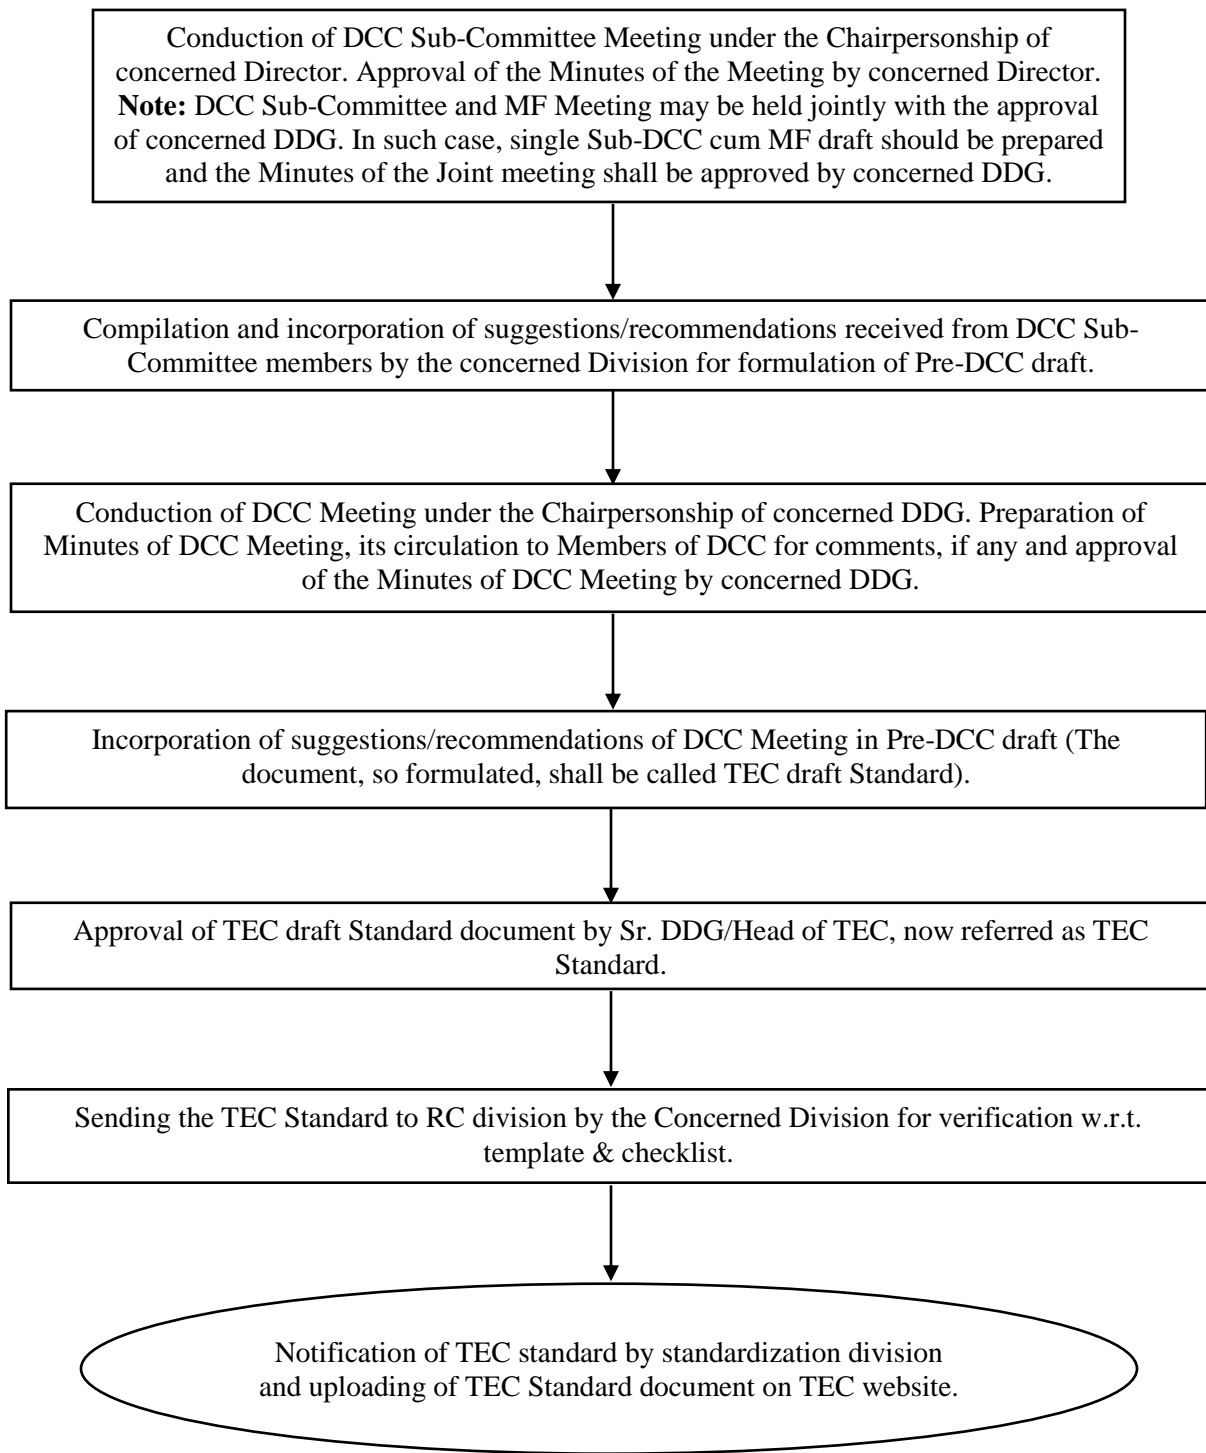 Conduction of DCC Sub-Committee Meeting under the Chairpersonship of
concerned Director. Approval of the Minutes of the Meeting by concerned Director.
Note: DCC Sub-Committee and MF Meeting may be held jointly with the approval
of concerned DDG. In such case, single Sub-DCC cum MF draft should be prepared
and the Minutes of the Joint meeting shall be approved by concerned DDG.
Compilation and incorporation of suggestions/recommendations received from DCC Sub-
Committee members by the concerned Division for formulation of Pre-DCC draft.
Conduction of DCC Meeting under the Chairpersonship of concerned DDG. Preparation of
Minutes of DCC Meeting, its circulation to Members of DCC for comments, if any and approval
of the Minutes of DCC Meeting by concerned DDG.
Incorporation of suggestions/recommendations of DCC Meeting in Pre-DCC draft (The
document, so formulated, shall be called TEC draft Standard).
Approval of TEC draft Standard document by Sr. DDG/Head of TEC, now referred as TEC
Standard.
Sending the TEC Standard to RC division by the Concerned Division for verification w.r.t.
template & checklist.
Notification of TEC standard by standardization division
and uploading of TEC Standard document on TEC website.